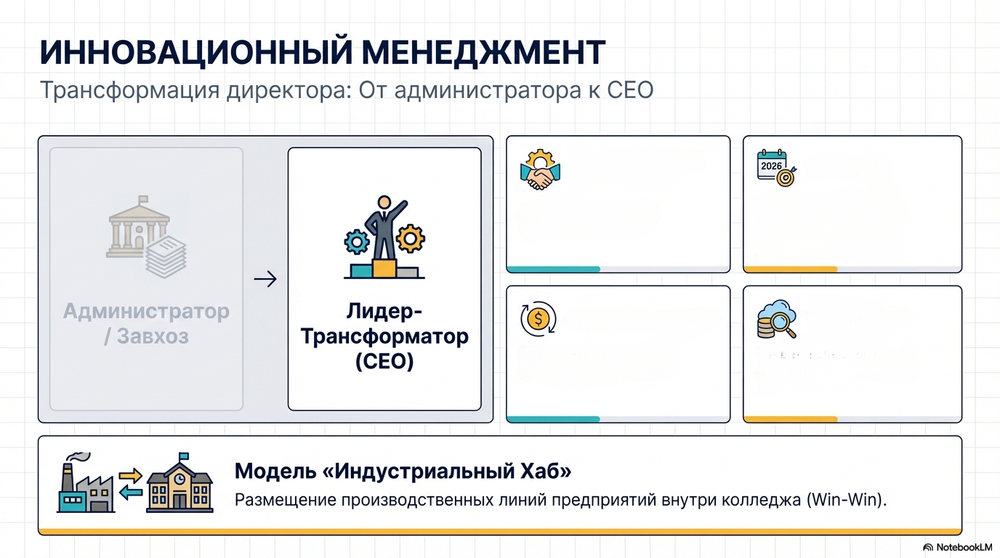 ИННОВАЦИОННЫЙ МЕНЕДЖМЕНТ
Трансформация директора: От администратора к CEO
Администратор
/ Завхоз
Лидер-
Трансформатор
(CEO)
2026
$
Модель «Индустриальный Хаб»
Размещение производственных линий предприятий внутри колледжа (Win-Win).
NotebookLM